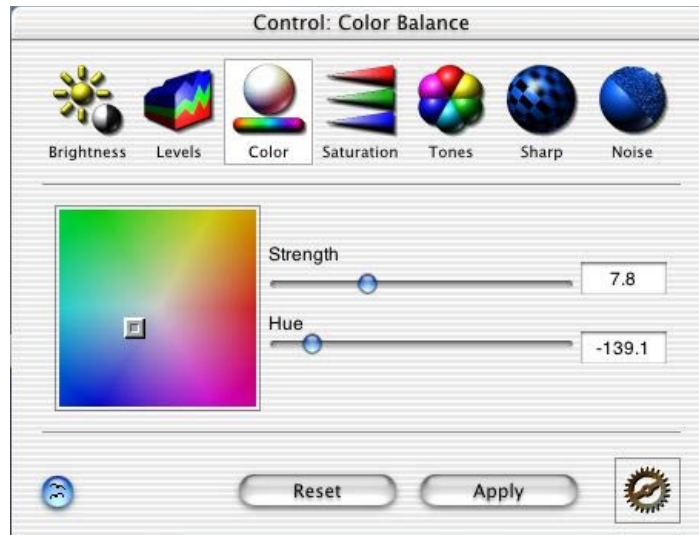 Control: Color Balance
Brightness Levels Color Saturation Tones Sharp Noise
Strength
7.8
Hue
-139.1
Reset Apply